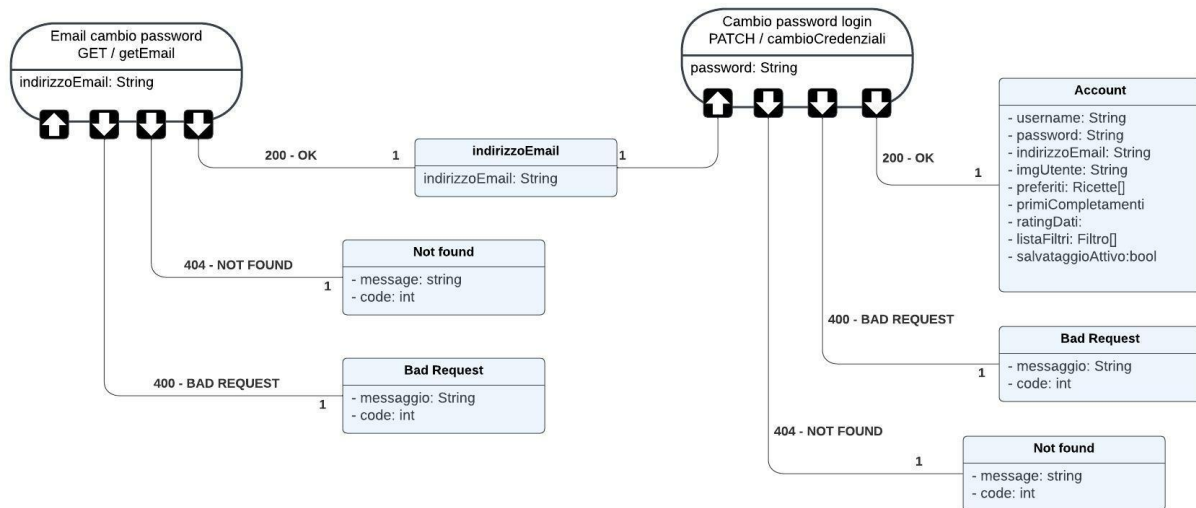 Email cambio password
GET / getEmail
indirizzoEmail: String
200 - OK
1
indirizzoEmail
indirizzoEmail: String
1
404 - NOT FOUND
1
Not found
- message: string
- code: int
400 - BAD REQUEST
1
Bad Request
- messaggio: String
- code: int
Cambio password login
PATCH / cambioCredenziali
password: String
200 - OK
1
Account
- username: String
- password: String
- indirizzoEmail: String
- imgUtente: String
- preferiti: Ricette[]
- primiCompletamenti
- ratingDati:
- listaFiltri: Filtro[]
- salvataggioAttivo:bool
400 - BAD REQUEST
1
Bad Request
- messaggio: String
- code: int
404 - NOT FOUND
1
Not found
- message: string
- code: int